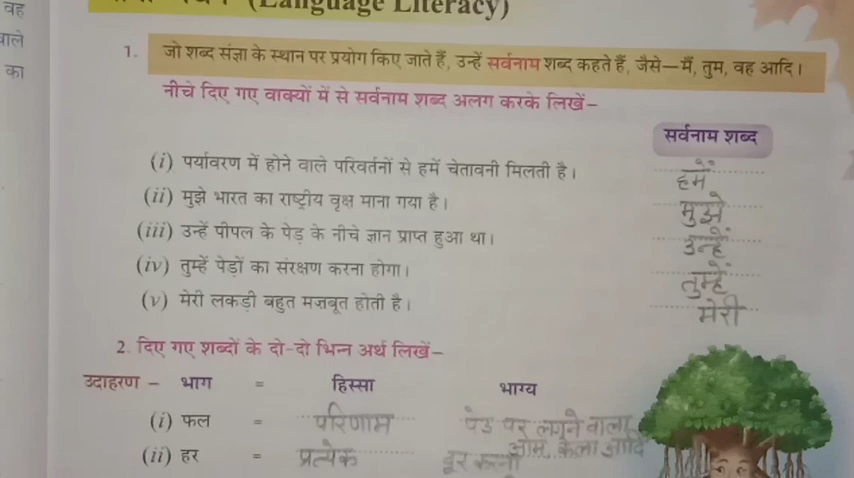 वह
वाले
का
(Language Literacy)
1. जो शब्द संज्ञा के स्थान पर प्रयोग किए जाते हैं, उन्हें सर्वनाम शब्द कहते हैं, जैसे—मैं, तुम, वह आदि।
नीचे दिए गए वाक्यों में से सर्वनाम शब्द अलग करके लिखें–
सर्वनाम शब्द
(i) पर्यावरण में होने वाले परिवर्तनों से हमें चेतावनी मिलती है। हमें
(ii) मुझे भारत का राष्ट्रीय वृक्ष माना गया है। मुझे
(iii) उन्हें पीपल के पेड़ के नीचे ज्ञान प्राप्त हुआ था। उन्हें
(iv) तुम्हें पेड़ों का संरक्षण करना होगा। तुम्हें
(v) मेरी लकड़ी बहुत मज़बूत होती है। मेरी
2. दिए गए शब्दों के दो-दो भिन्न अर्थ लिखें–
उदाहरण – भाग = हिस्सा भाग्य
(i) फल = परिणाम पेड पर लगने वाला
आम, केला आदि
(ii) हर = प्रत्येक दूर करना